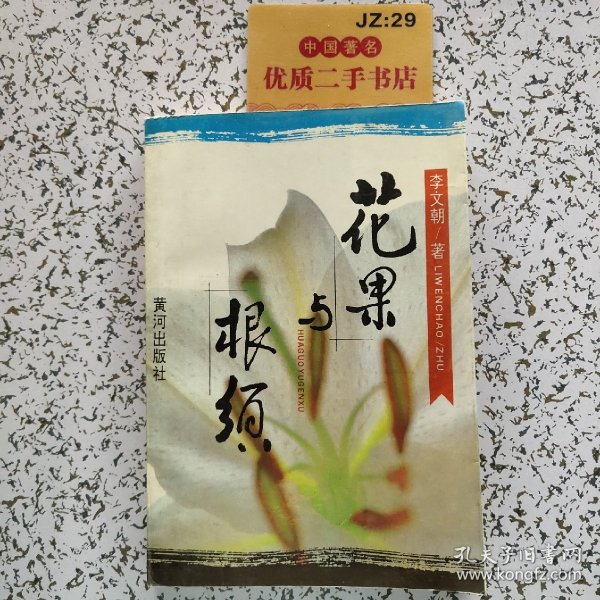 JZ:29
中国著名
优质二手书店
花果
与
根须
HUAGUOYUGENXU
李文朝/著 LIWENCHAO/ZHU
黄河出版社
孔夫子旧书网
www.kongfz.com